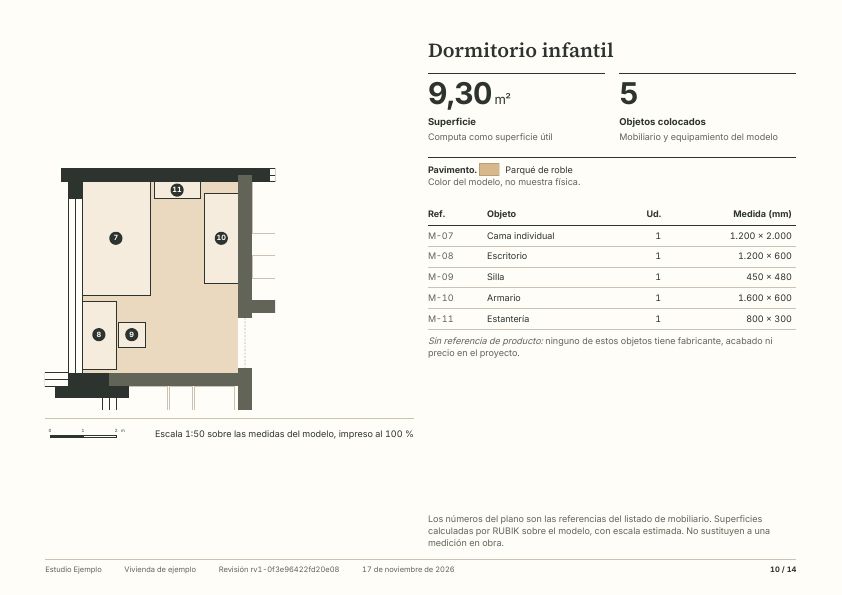 Dormitorio infantil
9,30 m²
Superficie
Computa como superficie útil
5
Objetos colocados
Mobiliario y equipamiento del modelo
Pavimento. Parqué de roble
Color del modelo, no muestra física.
Ref. Objeto Ud. Medida (mm)
M-07 Cama individual 1 1.200 × 2.000
M-08 Escritorio 1 1.200 × 600
M-09 Silla 1 450 × 480
M-10 Armario 1 1.600 × 600
M-11 Estantería 1 800 × 300
Sin referencia de producto: ninguno de estos objetos tiene fabricante, acabado ni
precio en el proyecto.
11
7
10
8
9
0 1 2 m
Escala 1:50 sobre las medidas del modelo, impreso al 100 %
Los números del plano son las referencias del listado de mobiliario. Superficies
calculadas por RUBIK sobre el modelo, con escala estimada. No sustituyen a una
medición en obra.
Estudio Ejemplo Vivienda de ejemplo Revisión rv1-0f3e96422fd20e08 17 de noviembre de 2026 10 / 14